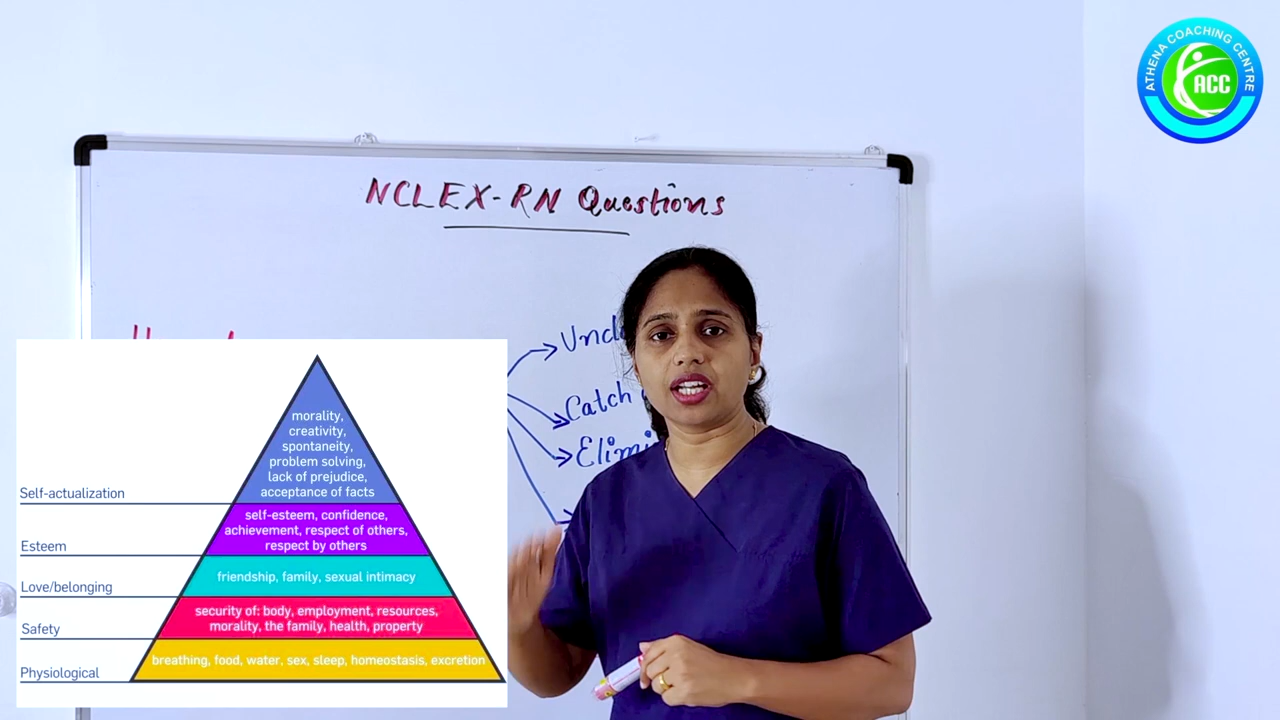 ATHENA COACHING CENTRE
ACC
NCLEX-RN Questions
Catch
morality,
creativity,
spontaneity,
problem solving,
lack of prejudice,
acceptance of facts
Self-actualization
self-esteem, confidence,
achievement, respect of others,
respect by others
Esteem
friendship, family, sexual intimacy
Love/belonging
security of: body, employment, resources,
morality, the family, health, property
Safety
breathing, food, water, sex, sleep, homeostasis, excretion
Physiological